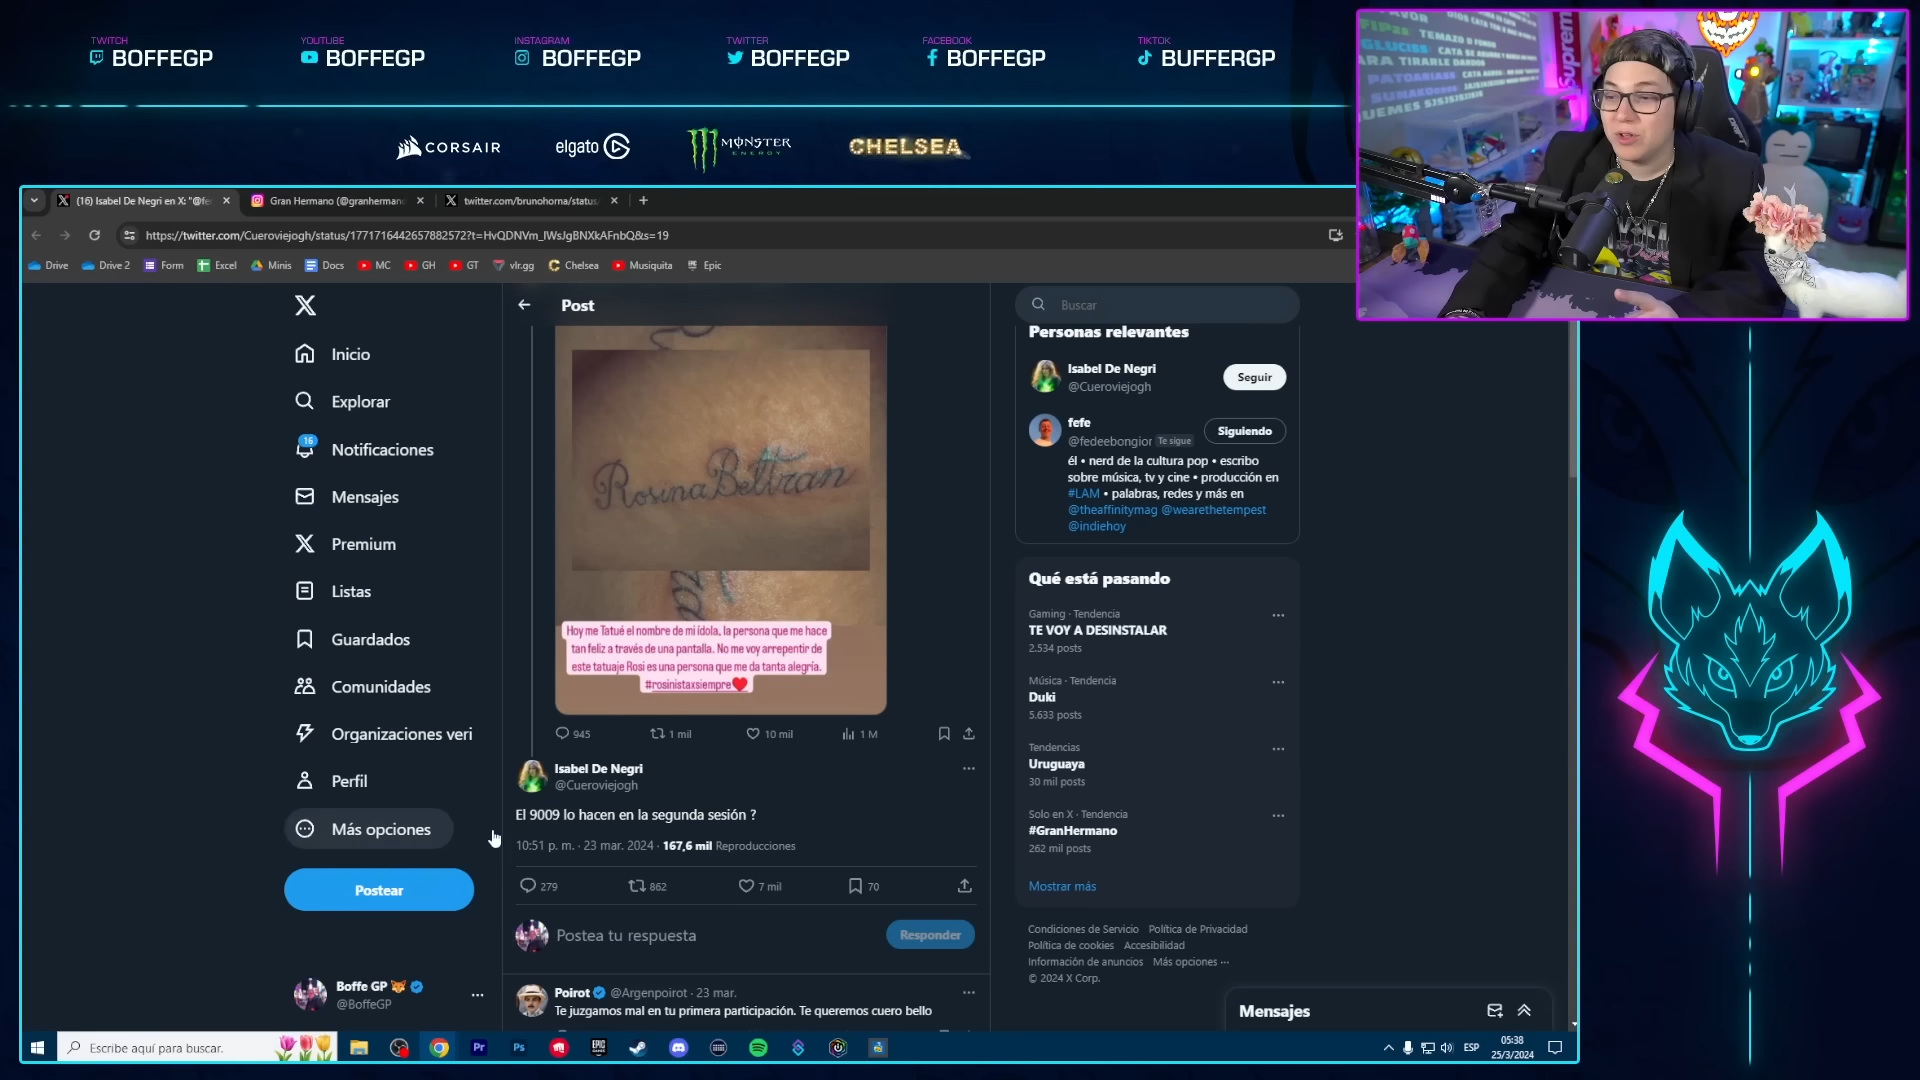 TWITCH
BOFFEGP
YOUTUBE
BOFFEGP
INSTAGRAM
BOFFEGP
TWITTER
BOFFEGP
FACEBOOK
BOFFEGP
TIKTOK
BUFFERGP
CORSAIR
elgato
MONSTER
ENERGY
CHELSEA
(16) Isabel De Negri en X: "@fe
Gran Hermano (@granhermano
twitter.com/brunohorna/status
https://twitter.com/Cueroviejogh/status/1771716442657882572?t=HvQDNVm_IWsJgBNXkAFnbQ&s=19
Drive
Drive 2
Form
Excel
Minis
Docs
MC
GH
GT
vlr.gg
Chelsea
Musiquita
Epic
Inicio
Explorar
16
Notificaciones
Mensajes
Premium
Listas
Guardados
Comunidades
Organizaciones veri
Perfil
Más opciones
Postear
Boffe GP
@BoffeGP
Post
Rosina Beltran
Hoy me Tatué el nombre de mi ídola, la persona que me hace
tan feliz a través de una pantalla. No me voy arrepentir de
este tatuaje Rosi es una persona que me da tanta alegría.
#rosinistaxsiempre
945
1 mil
10 mil
1 M
Isabel De Negri
@Cueroviejogh
El 9009 lo hacen en la segunda sesión ?
10:51 p. m. · 23 mar. 2024 · 167,6 mil Reproducciones
279
862
7 mil
70
Postea tu respuesta
Responder
Poirot @Argenpoirot · 23 mar.
Te juzgamos mal en tu primera participación. Te queremos cuero bello
Buscar
Personas relevantes
Isabel De Negri
@Cueroviejogh
Seguir
fefe
@fedeebongior Te sigue
Siguiendo
él • nerd de la cultura pop • escribo
sobre música, tv y cine • producción en
#LAM • palabras, redes y más en
@theaffinitymag @wearethetempest
@indiehoy
Qué está pasando
Gaming · Tendencia
TE VOY A DESINSTALAR
2.534 posts
Música · Tendencia
Duki
5.633 posts
Tendencias
Uruguaya
30 mil posts
Solo en X · Tendencia
#GranHermano
262 mil posts
Mostrar más
Condiciones de Servicio Política de Privacidad
Política de cookies Accesibilidad
Información de anuncios Más opciones ···
© 2024 X Corp.
Mensajes
Escribe aquí para buscar.
Pr
Ps
EPIC
ESP
05:38
25/3/2024
Supreme